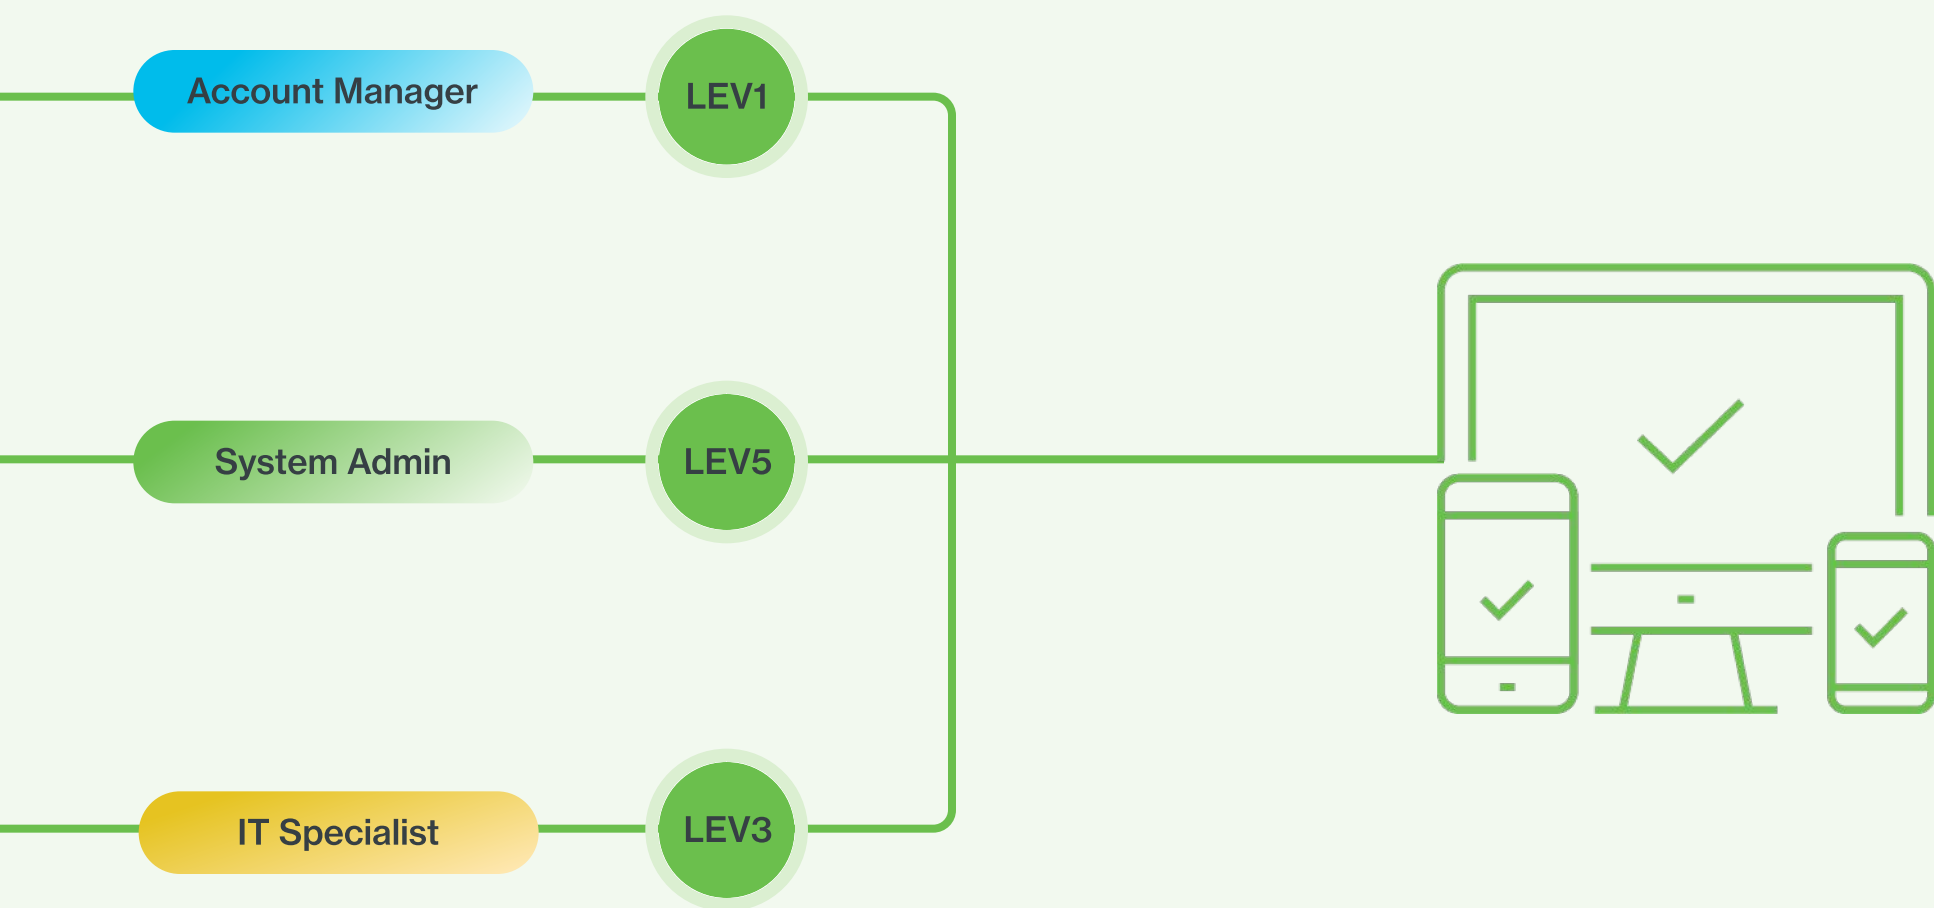 Account Manager
LEV1
System Admin
LEV5
IT Specialist
LEV3